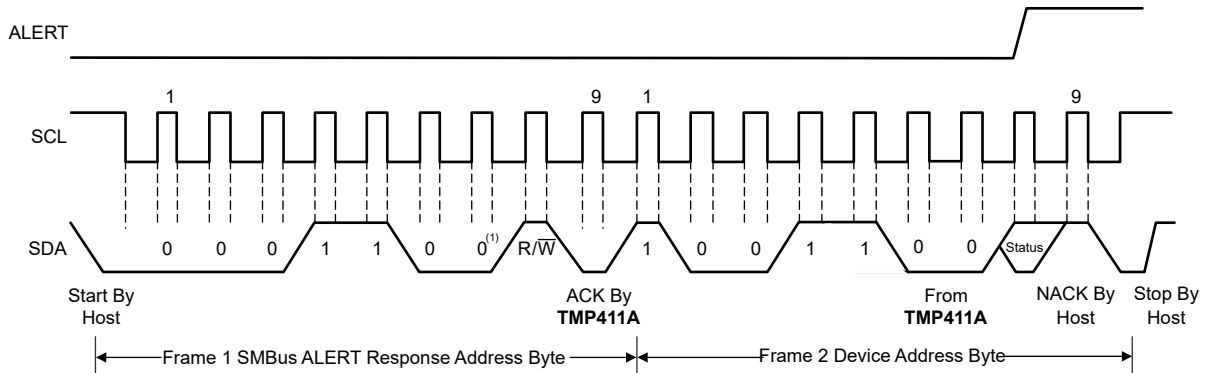 ALERT
1 9 1 9
SCL
SDA 0 0 0 1 1 0 0(1) R/W̅ 1 0 0 1 1 0 0 Status
Start By Host
ACK By TMP411A
From TMP411A
NACK By Host
Stop By Host
Frame 1 SMBus ALERT Response Address Byte
Frame 2 Device Address Byte